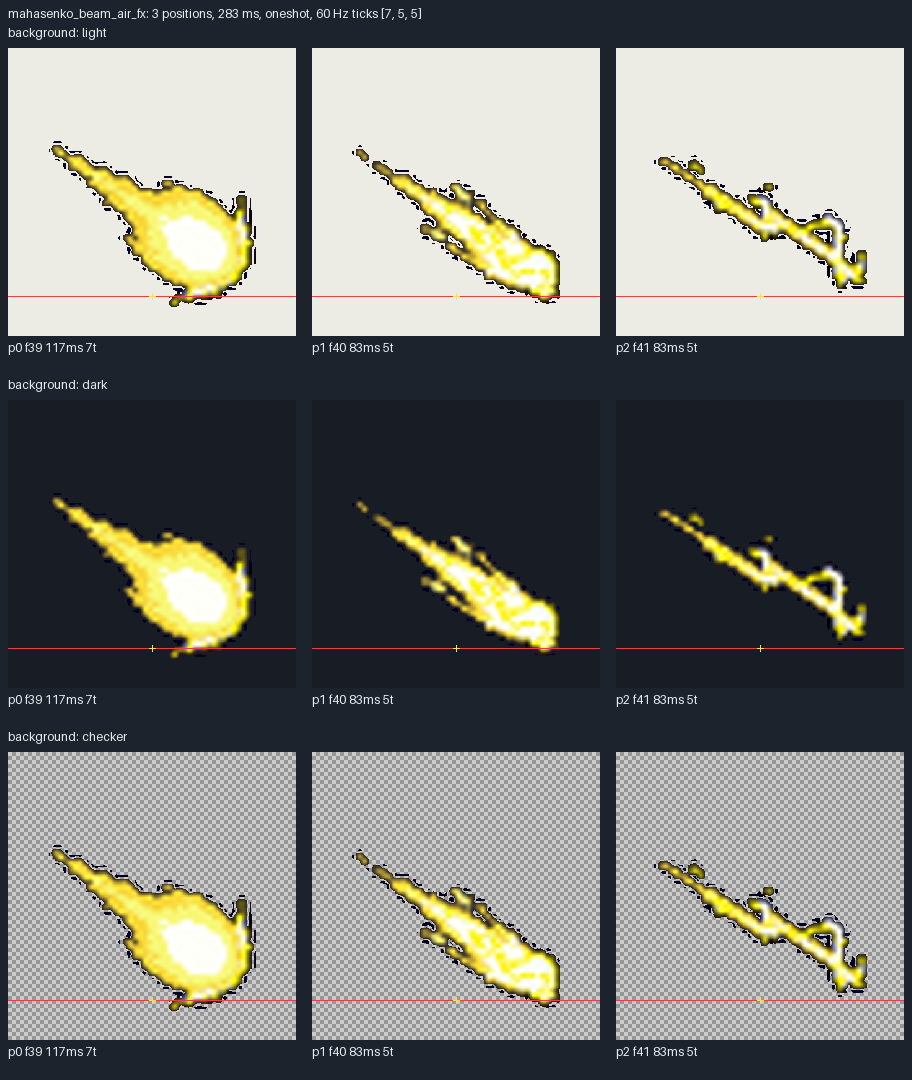 mahasenko_beam_air_fx: 3 positions, 283 ms, oneshot, 60 Hz ticks [7, 5, 5]
background: light
p0 f39 117ms 7t
p1 f40 83ms 5t
p2 f41 83ms 5t
background: dark
p0 f39 117ms 7t
p1 f40 83ms 5t
p2 f41 83ms 5t
background: checker
p0 f39 117ms 7t
p1 f40 83ms 5t
p2 f41 83ms 5t